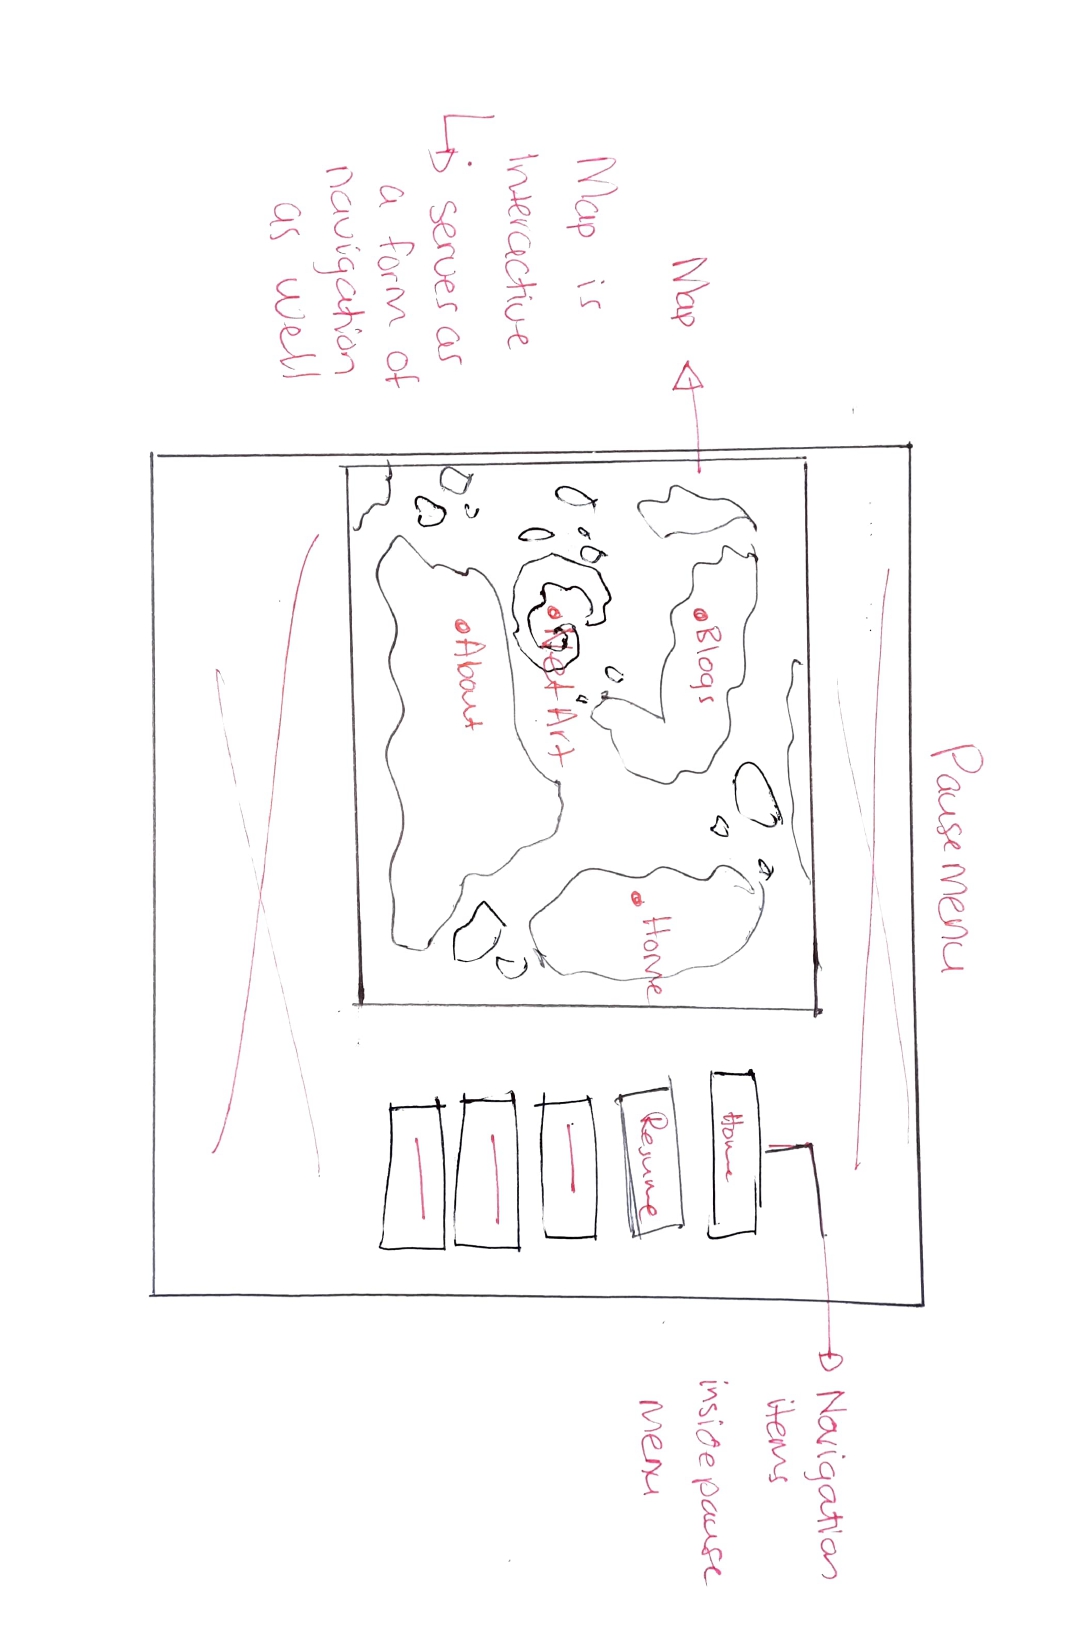 Pause Menu
Map
Map is
Interactive
serves as
a form of
navigation
as well
Blogs
Net Art
About
Home
Home
Resume
Navigation
items
inside pause
menu